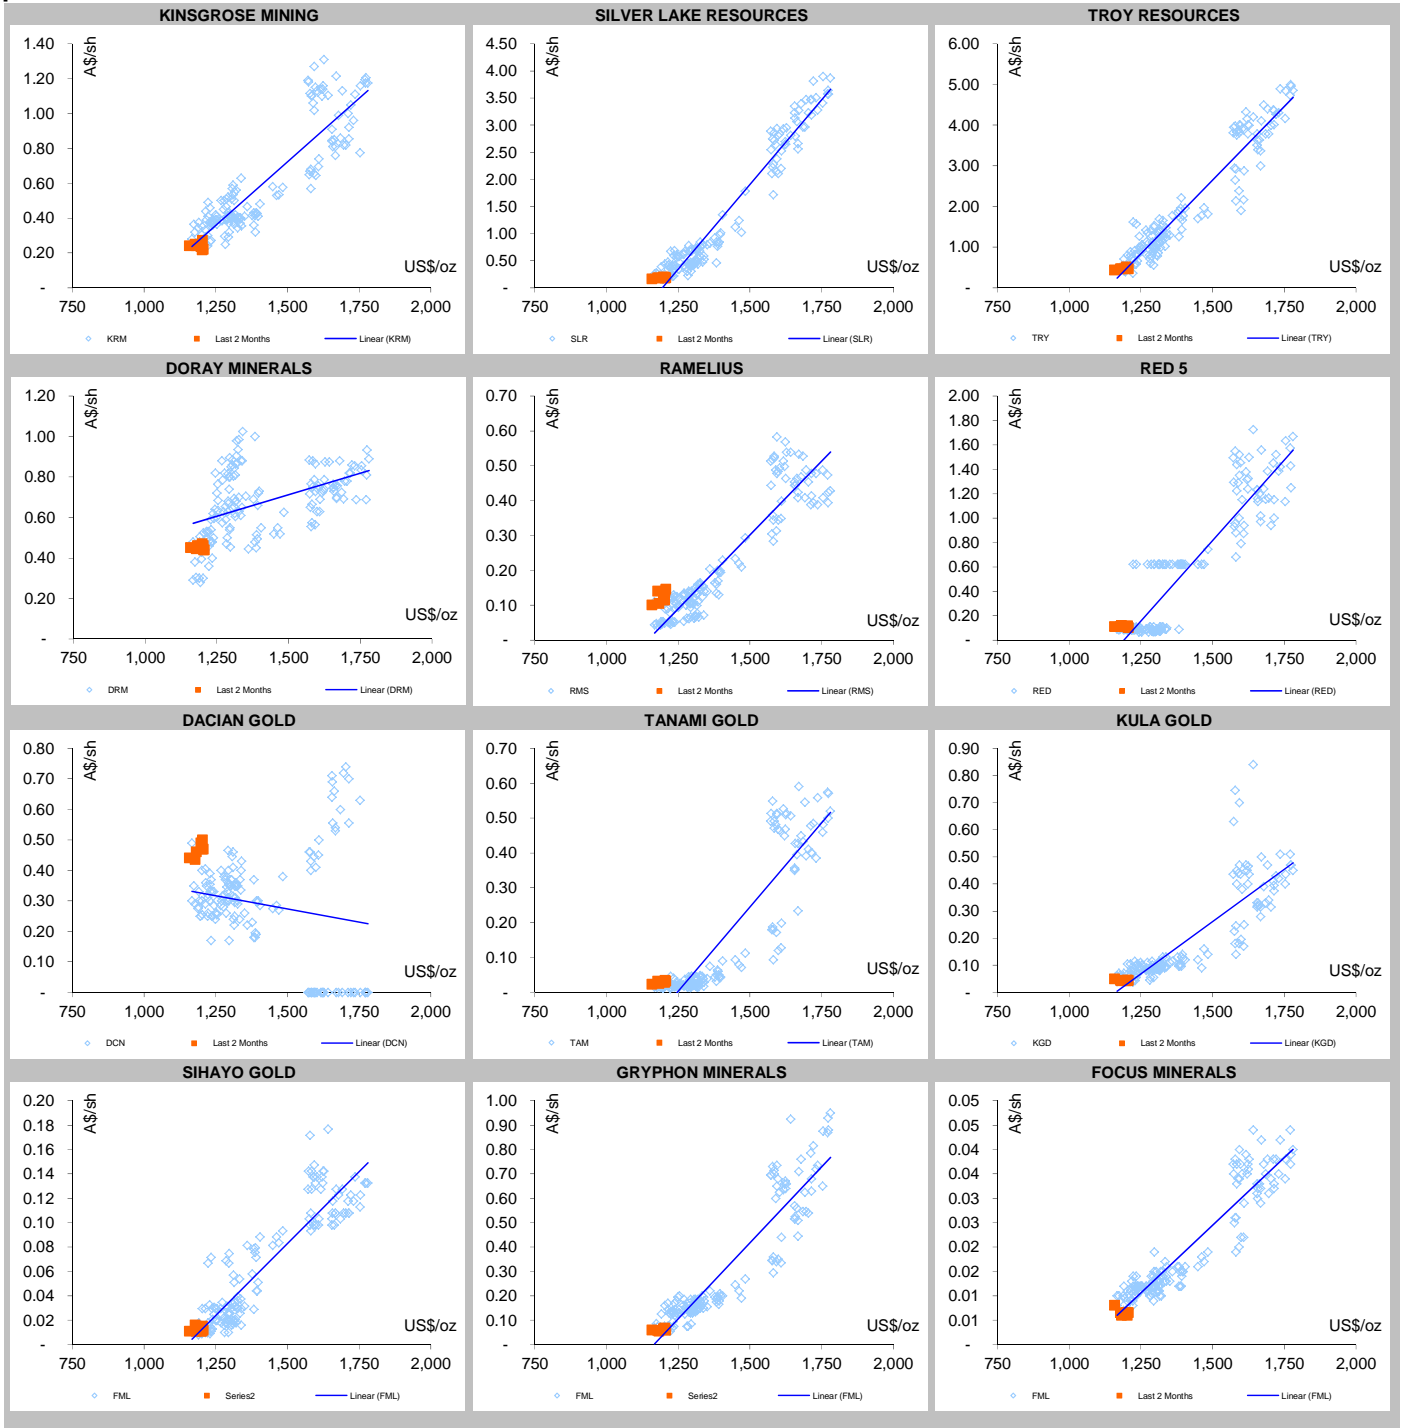 KINSGROSE MINING
SILVER LAKE RESOURCES
TROY RESOURCES
1.40
1.20
1.00
0.80
0.60
0.40
0.20
-
A$/sh
US$/oz
750 1,000 1,250 1,500 1,750 2,000
KRM Last 2 Months Linear (KRM)
4.50
4.00
3.50
3.00
2.50
2.00
1.50
1.00
0.50
-
A$/sh
US$/oz
750 1,000 1,250 1,500 1,750 2,000
SLR Last 2 Months Linear (SLR)
6.00
5.00
4.00
3.00
2.00
1.00
-
A$/sh
US$/oz
750 1,000 1,250 1,500 1,750 2,000
TRY Last 2 Months Linear (TRY)
DORAY MINERALS
RAMELIUS
RED 5
1.20
1.00
0.80
0.60
0.40
0.20
-
A$/sh
US$/oz
750 1,000 1,250 1,500 1,750 2,000
DRM Last 2 Months Linear (DRM)
0.70
0.60
0.50
0.40
0.30
0.20
0.10
-
A$/sh
US$/oz
750 1,000 1,250 1,500 1,750 2,000
RMS Last 2 Months Linear (RMS)
2.00
1.80
1.60
1.40
1.20
1.00
0.80
0.60
0.40
0.20
-
A$/sh
US$/oz
750 1,000 1,250 1,500 1,750 2,000
RED Last 2 Months Linear (RED)
DACIAN GOLD
TANAMI GOLD
KULA GOLD
0.80
0.70
0.60
0.50
0.40
0.30
0.20
0.10
-
A$/sh
US$/oz
750 1,000 1,250 1,500 1,750 2,000
DCN Last 2 Months Linear (DCN)
0.70
0.60
0.50
0.40
0.30
0.20
0.10
-
A$/sh
US$/oz
750 1,000 1,250 1,500 1,750 2,000
TAM Last 2 Months Linear (TAM)
0.90
0.80
0.70
0.60
0.50
0.40
0.30
0.20
0.10
-
A$/sh
US$/oz
750 1,000 1,250 1,500 1,750 2,000
KGD Last 2 Months Linear (KGD)
SIHAYO GOLD
GRYPHON MINERALS
FOCUS MINERALS
0.20
0.18
0.16
0.14
0.12
0.10
0.08
0.06
0.04
0.02
-
A$/sh
US$/oz
750 1,000 1,250 1,500 1,750 2,000
FML Series2 Linear (FML)
1.00
0.90
0.80
0.70
0.60
0.50
0.40
0.30
0.20
0.10
-
A$/sh
US$/oz
750 1,000 1,250 1,500 1,750 2,000
FML Series2 Linear (FML)
0.05
0.04
0.04
0.03
0.03
0.02
0.02
0.01
0.01
-
A$/sh
US$/oz
750 1,000 1,250 1,500 1,750 2,000
FML Last 2 Months Linear (FML)